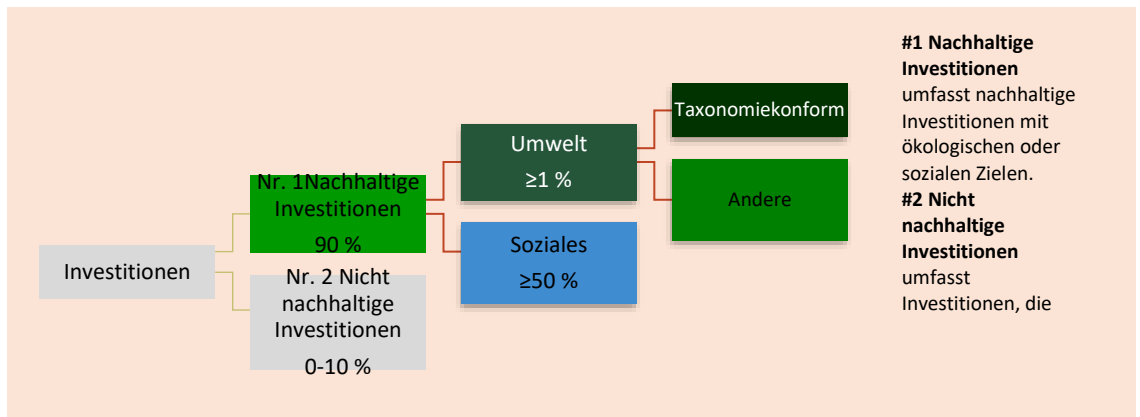 Investitionen
Nr. 1Nachhaltige
Investitionen
90 %
Nr. 2 Nicht
nachhaltige
Investitionen
0-10 %
Umwelt
≥1 %
Soziales
≥50 %
Taxonomiekonform
Andere
#1 Nachhaltige
Investitionen
umfasst nachhaltige
Investitionen mit
ökologischen oder
sozialen Zielen.
#2 Nicht
nachhaltige
Investitionen
umfasst
Investitionen, die